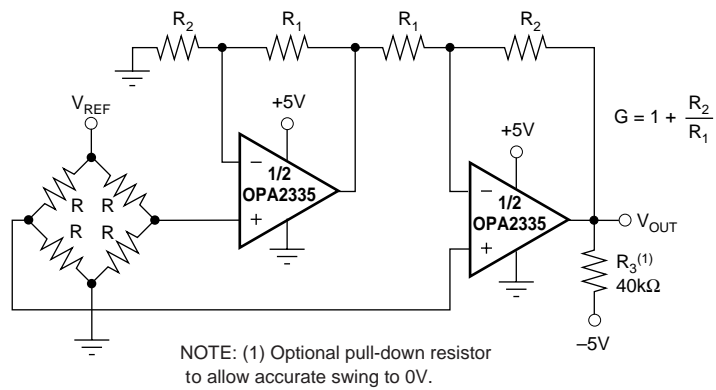 R2 R1 R1 R2
VREF
+5V
+5V
G = 1 + R2/R1
−
1/2
OPA2335
+
−
1/2
OPA2335
+
R R
R R
VOUT
R3(1)
40kΩ
–5V
NOTE: (1) Optional pull-down resistor
to allow accurate swing to 0V.